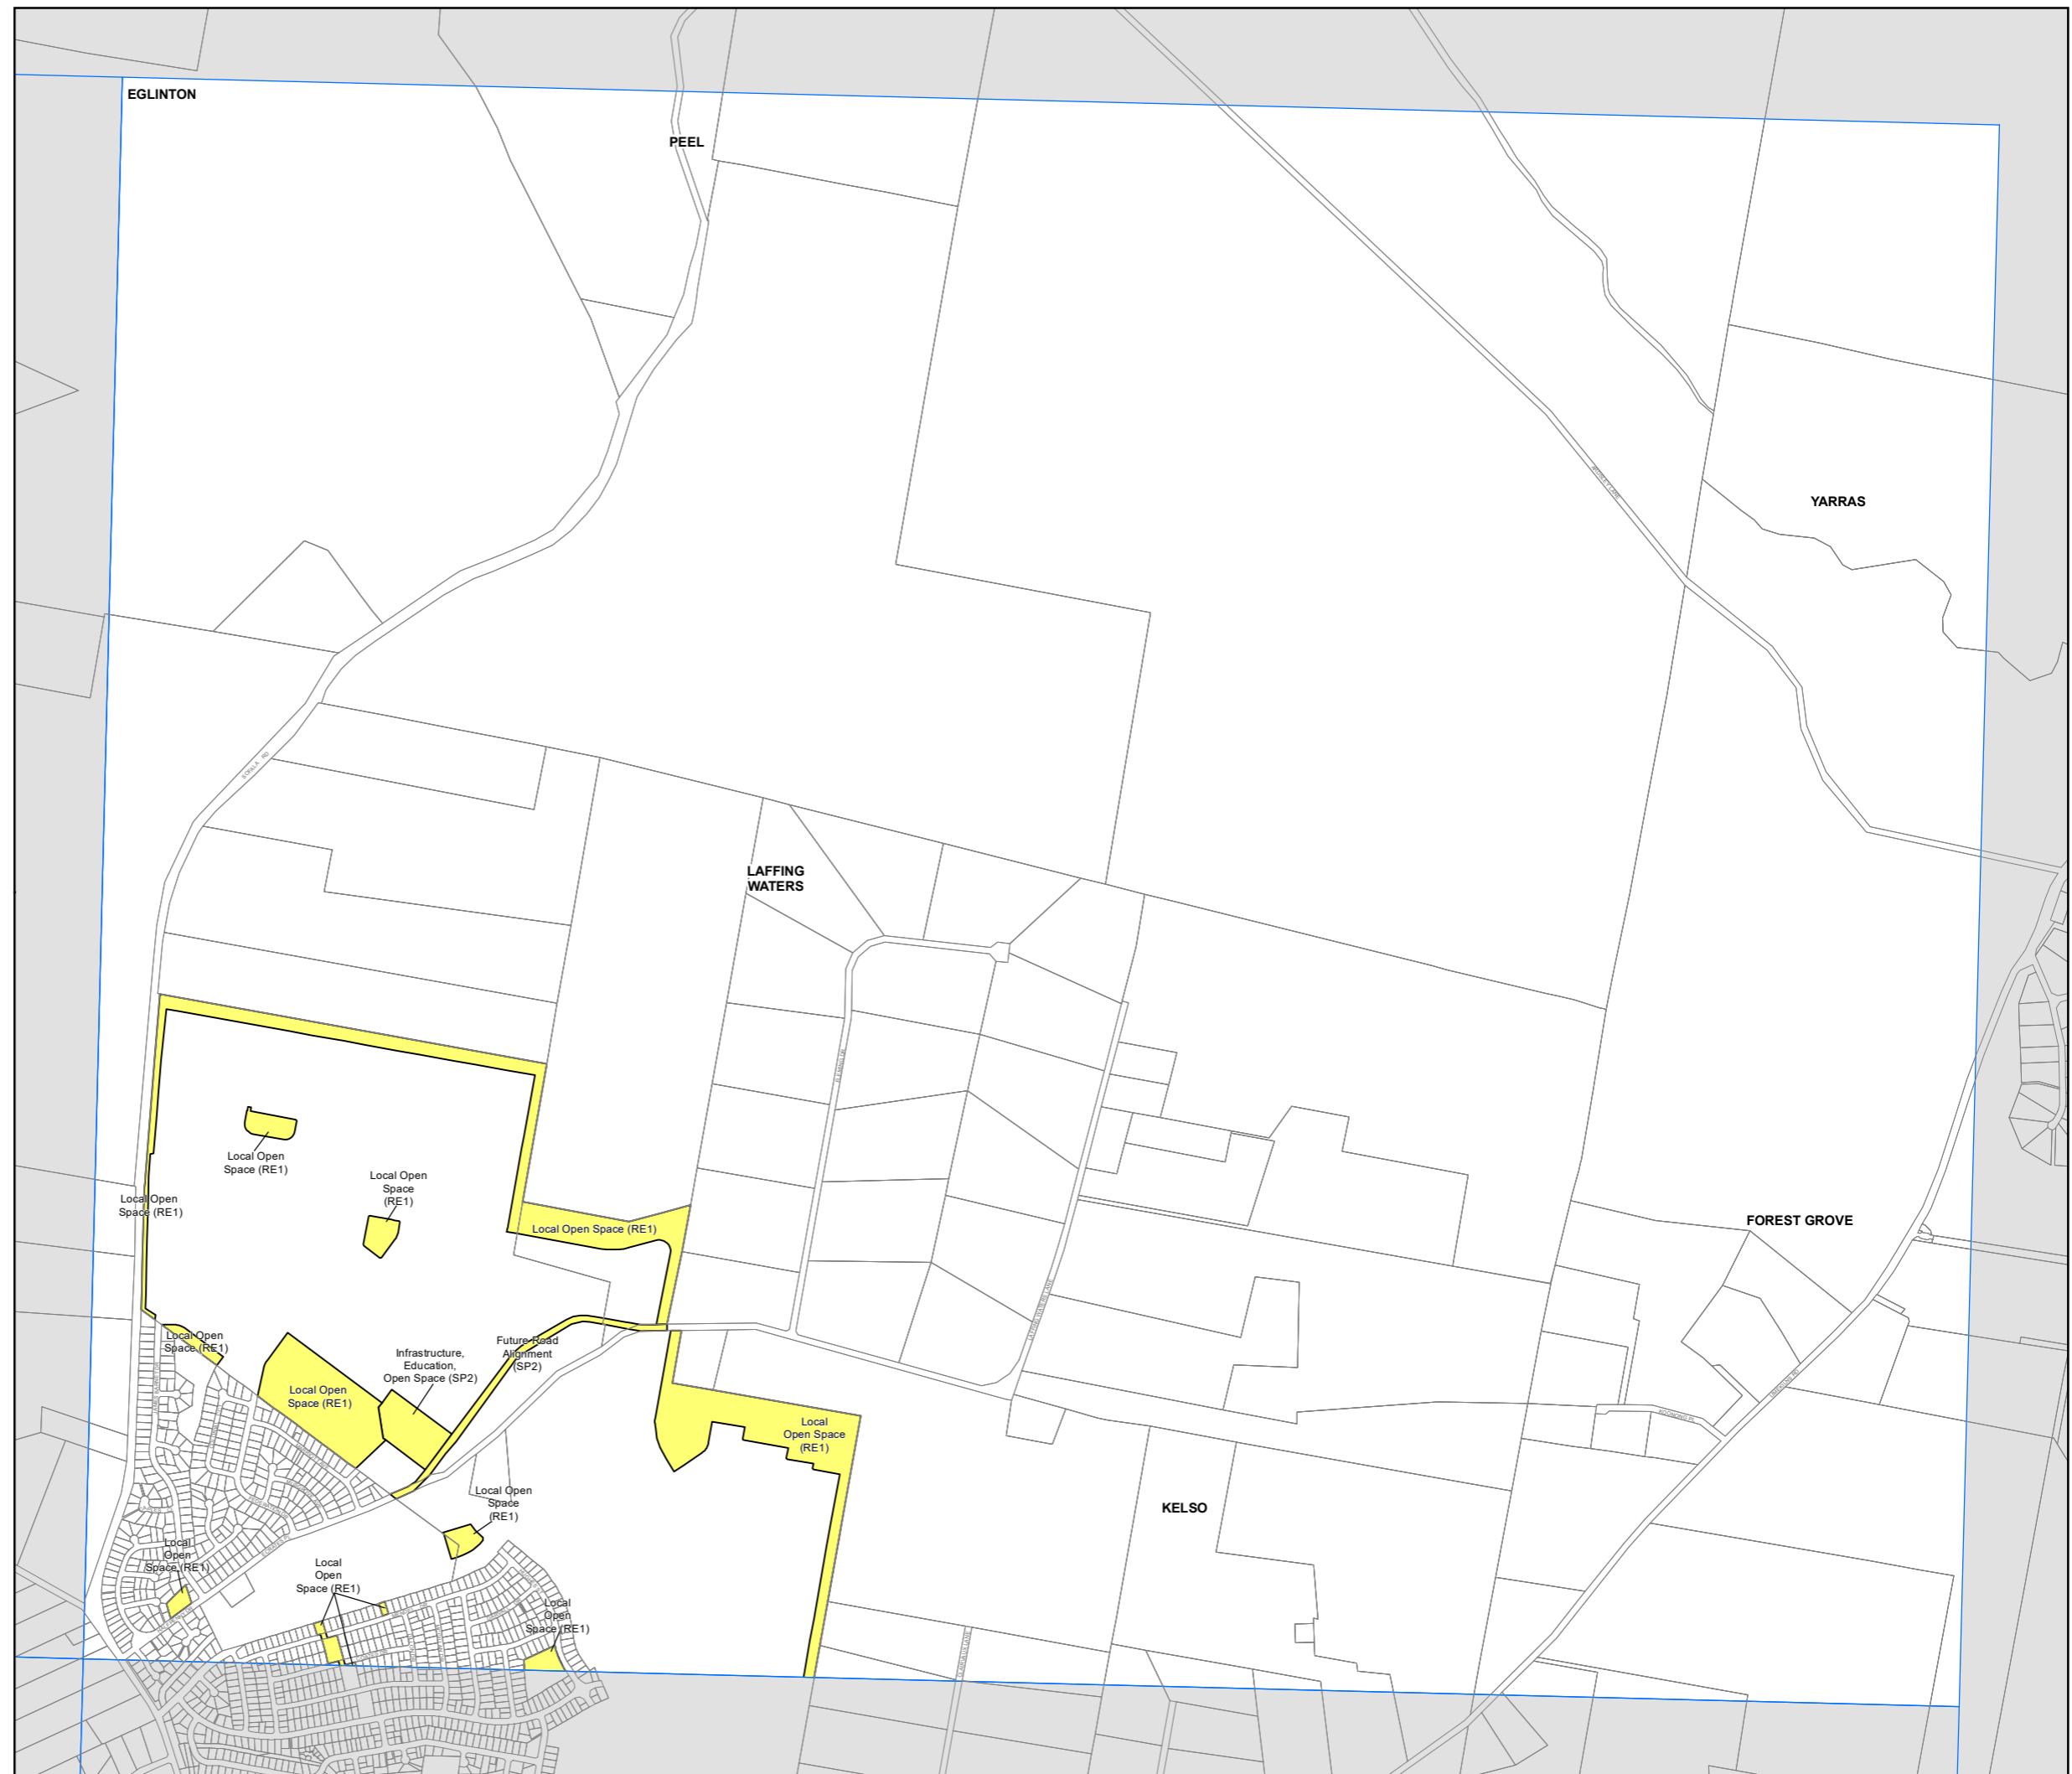 EGLINTON
PEEL
YARRAS
LAFFING
WATERS
FOREST GROVE
KELSO
Local Open
Space (RE1)
Local Open
Space
(RE1)
Local Open
Space (RE1)
Local Open Space (RE1)
Local Open
Space (RE1)
Future Road
Alignment
(SP2)
Infrastructure,
Education,
Open Space (SP2)
Local Open
Space (RE1)
Local
Open Space
(RE1)
Local Open
Space
(RE1)
Local
Open
Space (RE1)
Local
Open
Space (RE1)
Local
Open
Space (RE1)
LAFFING WATERS LANE